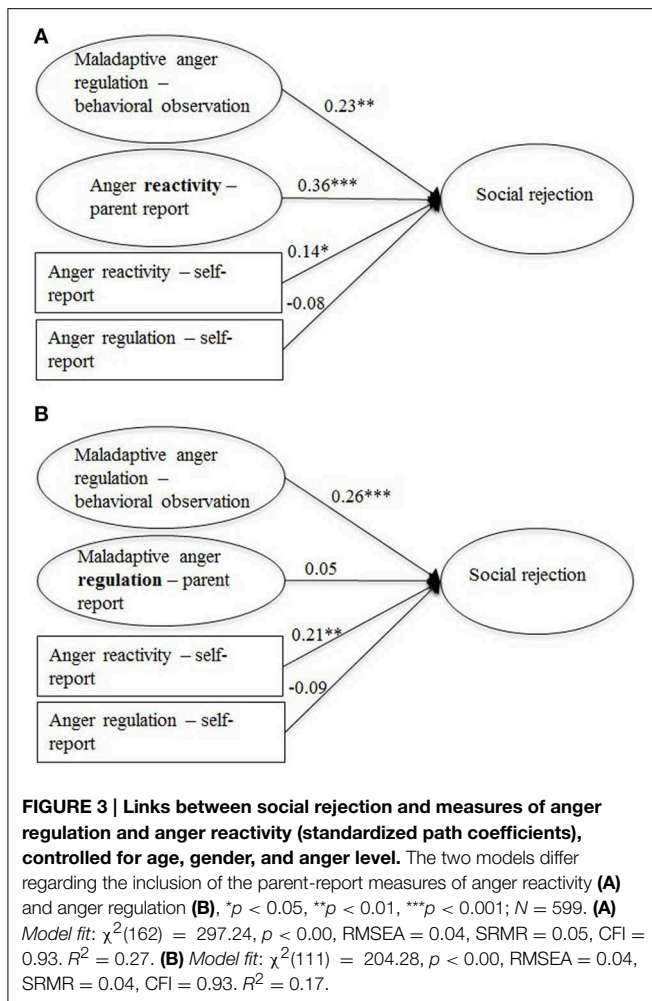 A
Maladaptive anger
regulation –
behavioral observation
0.23**
Anger reactivity –
parent report
0.36***
Social rejection
Anger reactivity – self-
report
0.14*
Anger regulation – self-
report
-0.08
B
Maladaptive anger
regulation –
behavioral observation
0.26***
Maladaptive anger
regulation – parent
report
0.05
Social rejection
Anger reactivity – self-
report
0.21**
Anger regulation – self-
report
-0.09
FIGURE 3 | Links between social rejection and measures of anger
regulation and anger reactivity (standardized path coefficients),
controlled for age, gender, and anger level. The two models differ
regarding the inclusion of the parent-report measures of anger reactivity (A)
and anger regulation (B), *p < 0.05, **p < 0.01, ***p < 0.001; N = 599. (A)
Model fit: χ²(162) = 297.24, p < 0.00, RMSEA = 0.04, SRMR = 0.05, CFI =
0.93. R² = 0.27. (B) Model fit: χ²(111) = 204.28, p < 0.00, RMSEA = 0.04,
SRMR = 0.04, CFI = 0.93. R² = 0.17.